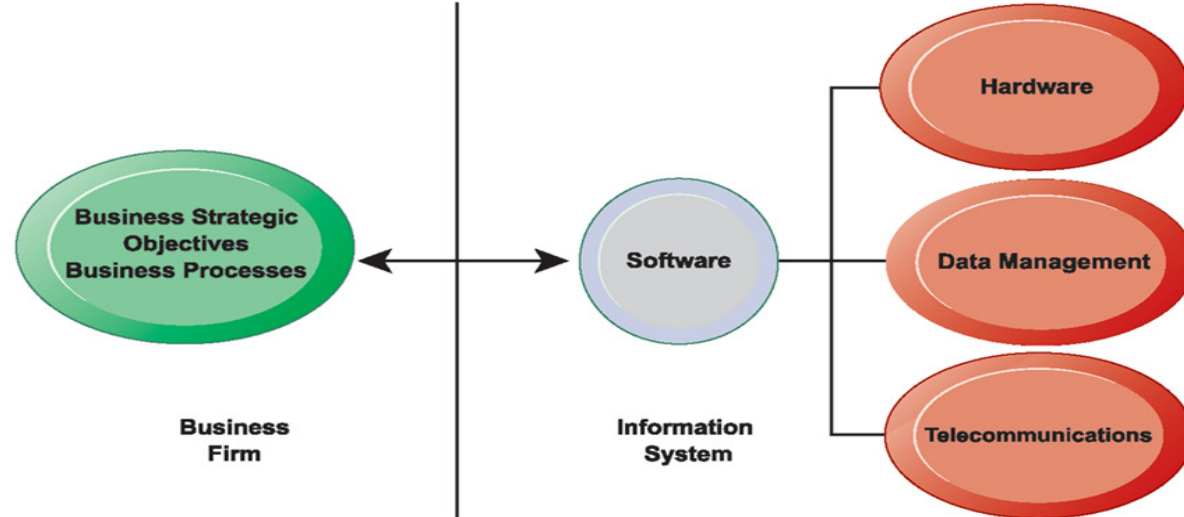 Business Strategic
Objectives
Business Processes
Business
Firm
Software
Information
System
Hardware
Data Management
Telecommunications